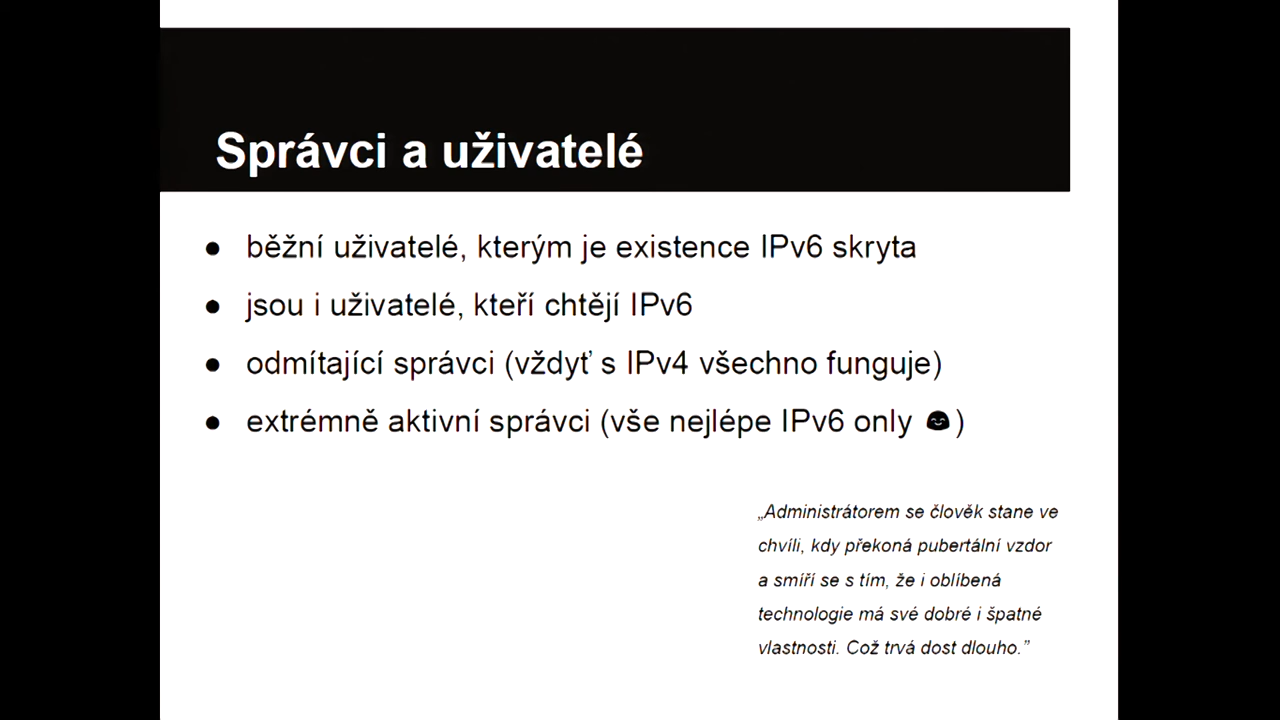 Správci a uživatelé
● běžní uživatelé, kterým je existence IPv6 skryta
● jsou i uživatelé, kteří chtějí IPv6
● odmítající správci (vždyť s IPv4 všechno funguje)
● extrémně aktivní správci (vše nejlépe IPv6 only 😊)
„Administrátorem se člověk stane ve
chvíli, kdy překoná pubertální vzdor
a smíří se s tím, že i oblíbená
technologie má své dobré i špatné
vlastnosti. Což trvá dost dlouho.”